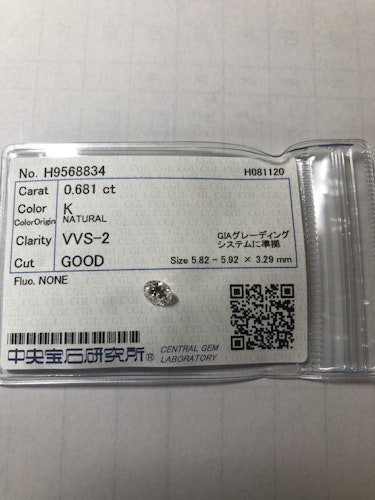 No. H9568834 H081120
Carat 0.681 ct
Color K
ColorOrigin NATURAL
Clarity VVS-2
GIAグレーディング
システムに準拠
Cut GOOD Size 5.82 - 5.92 × 3.29 mm
Fluo. NONE
中央宝石研究所® CENTRAL GEM
LABORATORY